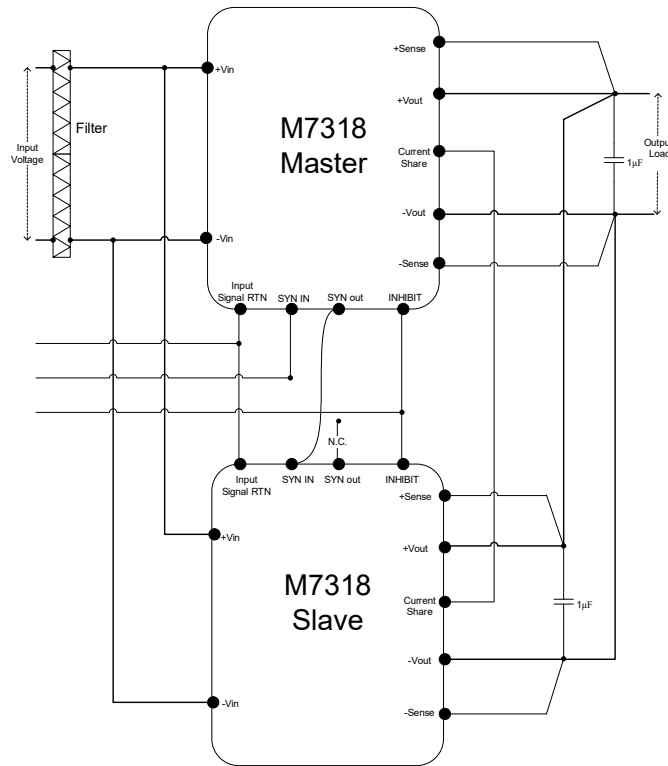 +Sense
+Vin
+Vout
Filter
M7318
Master
Input
Voltage
Current
Share
1μF
Output
Load
-Vout
-Vin
-Sense
Input
Signal RTN
SYN IN
SYN out
INHIBIT
N.C.
Input
Signal RTN
SYN IN
SYN out
INHIBIT
+Sense
+Vin
+Vout
M7318
Slave
Current
Share
1μF
-Vout
-Vin
-Sense